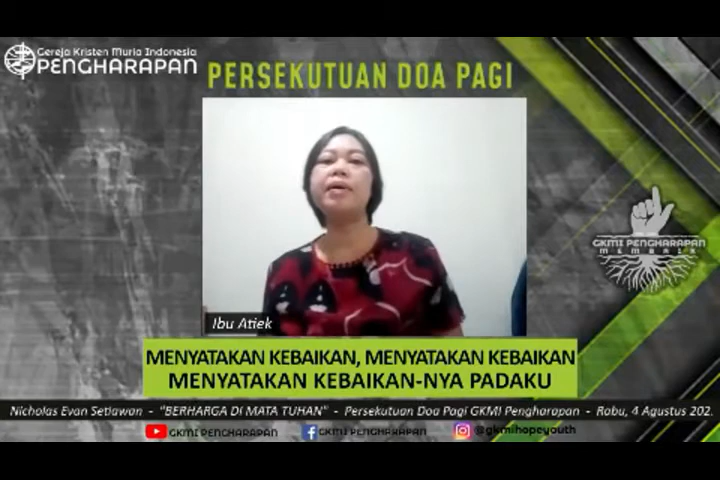 Gereja Kristen Muria Indonesia
PENGHARAPAN
PERSEKUTUAN DOA PAGI
GKMI PENGHARAPAN
Ibu Atiek
MENYATAKAN KEBAIKAN, MENYATAKAN KEBAIKAN
MENYATAKAN KEBAIKAN-NYA PADAKU
Nicholas Evan Setiawan - "BERHARGA DI MATA TUHAN" - Persekutuan Doa Pagi GKMI Pengharapan - Rabu, 4 Agustus 202.
GKMI PENGHARAPAN GKMI PENGHARAPAN @gkmihopeyouth